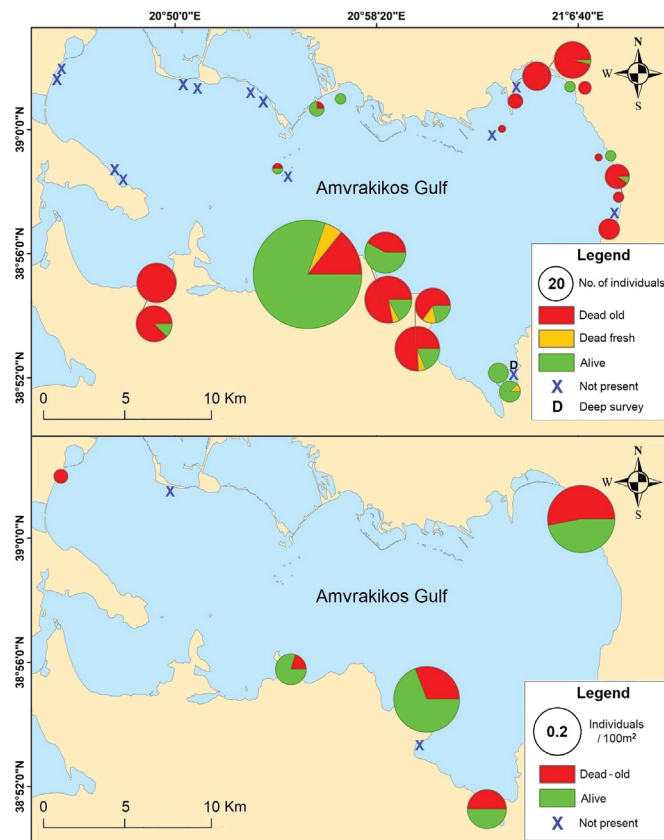 20°50'0"E 20°58'20"E 21°6'40"E
N
W E
S
39°0'0"N
X
X
X
X
X
X
X
X
X
X
X
X
Amvrakikos Gulf
X
38°56'0"N
Legend
20 No. of individuals
Dead old
Dead fresh
Alive
X Not present
D Deep survey
D
X
38°52'0"N
0 5 10 Km
N
W E
S
X
39°0'0"N
Amvrakikos Gulf
38°56'0"N
X
Legend
0.2 Individuals
/ 100m²
Dead - old
Alive
X Not present
38°52'0"N
0 5 10 Km